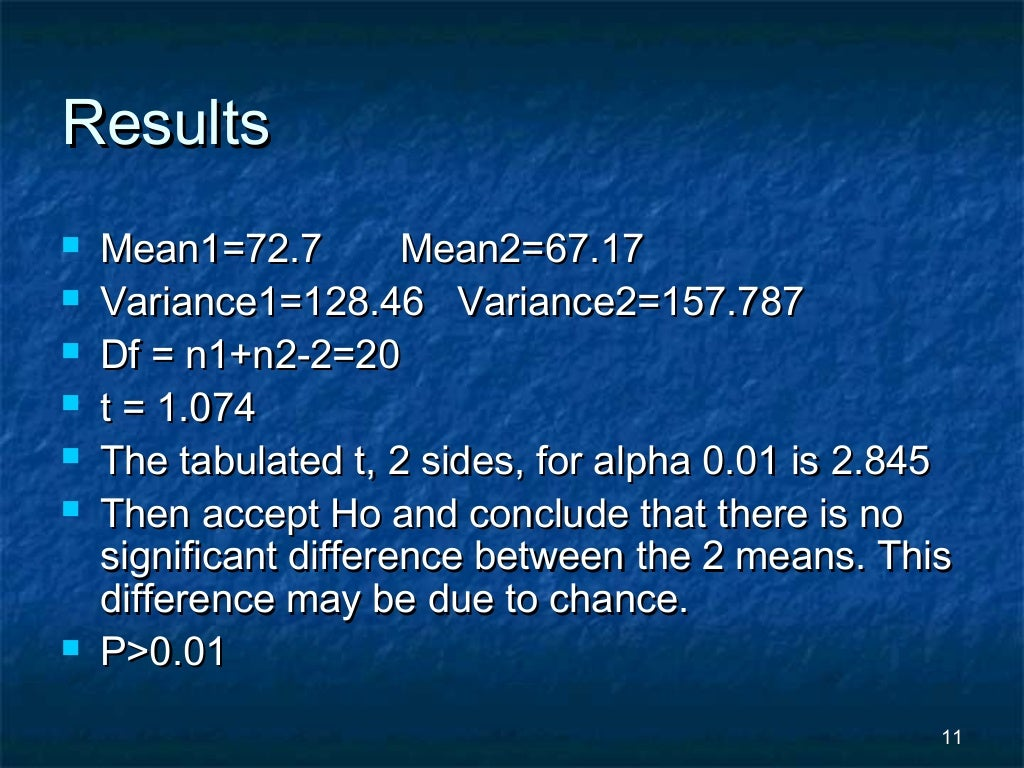 Results
Mean1=72.7 Mean2=67.17
Variance1=128.46 Variance2=157.787
Df = n1+n2-2=20
t = 1.074
The tabulated t, 2 sides, for alpha 0.01 is 2.845
Then accept Ho and conclude that there is no
significant difference between the 2 means. This
difference may be due to chance.
P>0.01
11